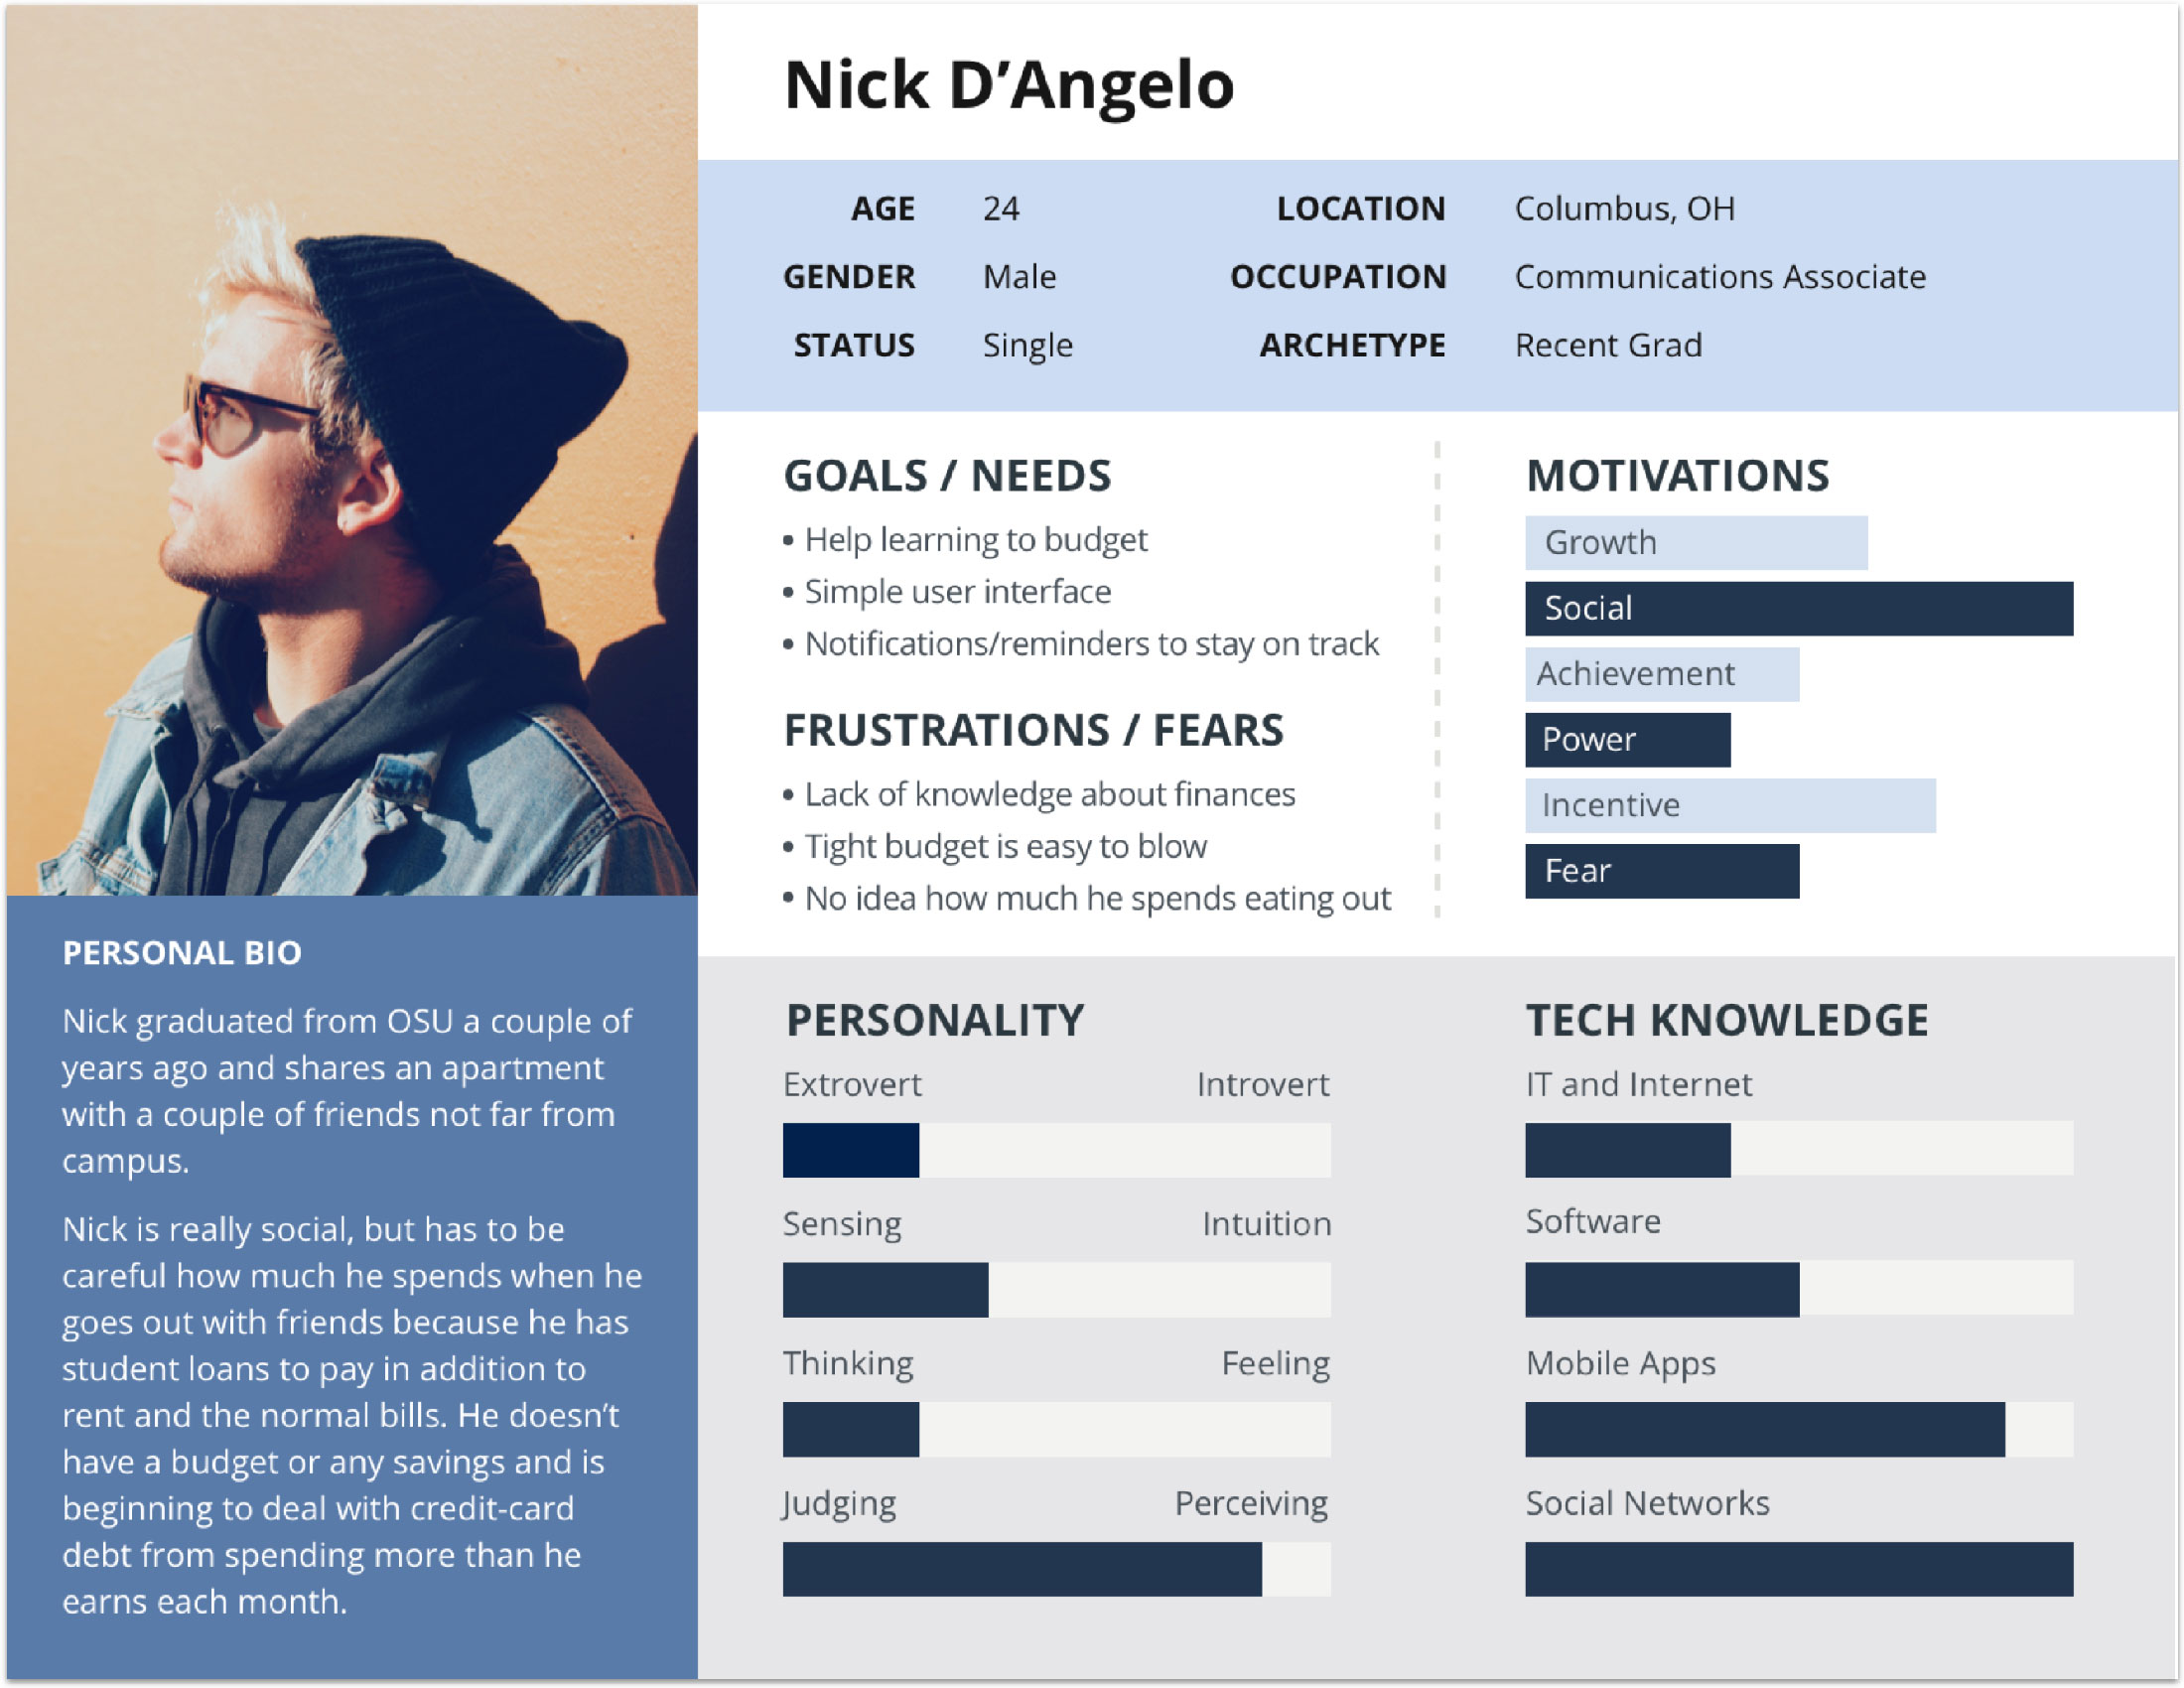 Nick D’Angelo
AGE 24 LOCATION Columbus, OH
GENDER Male OCCUPATION Communications Associate
STATUS Single ARCHETYPE Recent Grad
GOALS / NEEDS
• Help learning to budget
• Simple user interface
• Notifications/reminders to stay on track
FRUSTRATIONS / FEARS
• Lack of knowledge about finances
• Tight budget is easy to blow
• No idea how much he spends eating out
MOTIVATIONS
Growth
Social
Achievement
Power
Incentive
Fear
PERSONAL BIO
Nick graduated from OSU a couple of
years ago and shares an apartment
with a couple of friends not far from
campus.
Nick is really social, but has to be
careful how much he spends when he
goes out with friends because he has
student loans to pay in addition to
rent and the normal bills. He doesn’t
have a budget or any savings and is
beginning to deal with credit-card
debt from spending more than he
earns each month.
PERSONALITY
Extrovert Introvert
Sensing Intuition
Thinking Feeling
Judging Perceiving
TECH KNOWLEDGE
IT and Internet
Software
Mobile Apps
Social Networks